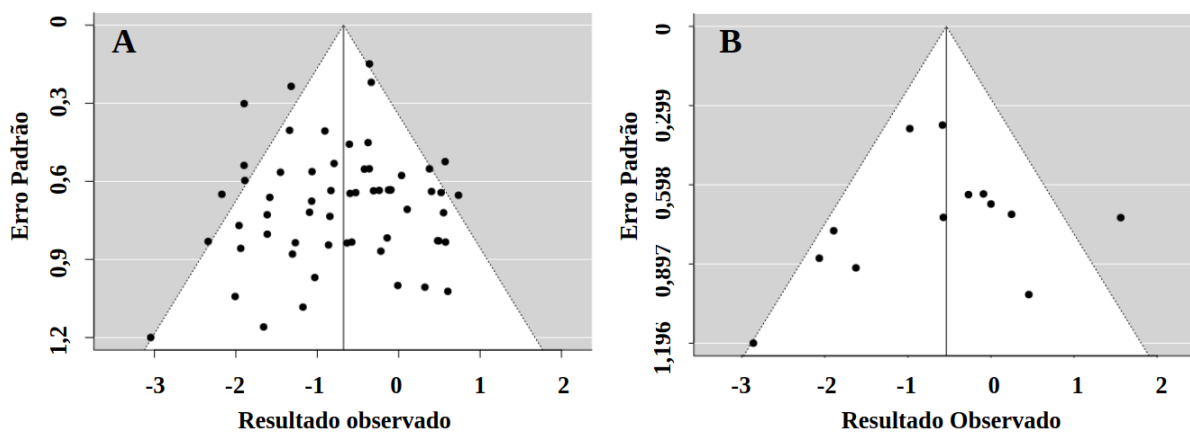 A
Erro Padrão
0
0,3
0,6
0,9
1,2
-3 -2 -1 0 1 2
Resultado observado
B
Erro Padrão
0
0,299
0,598
0,897
1,196
-3 -2 -1 0 1 2
Resultado Observado